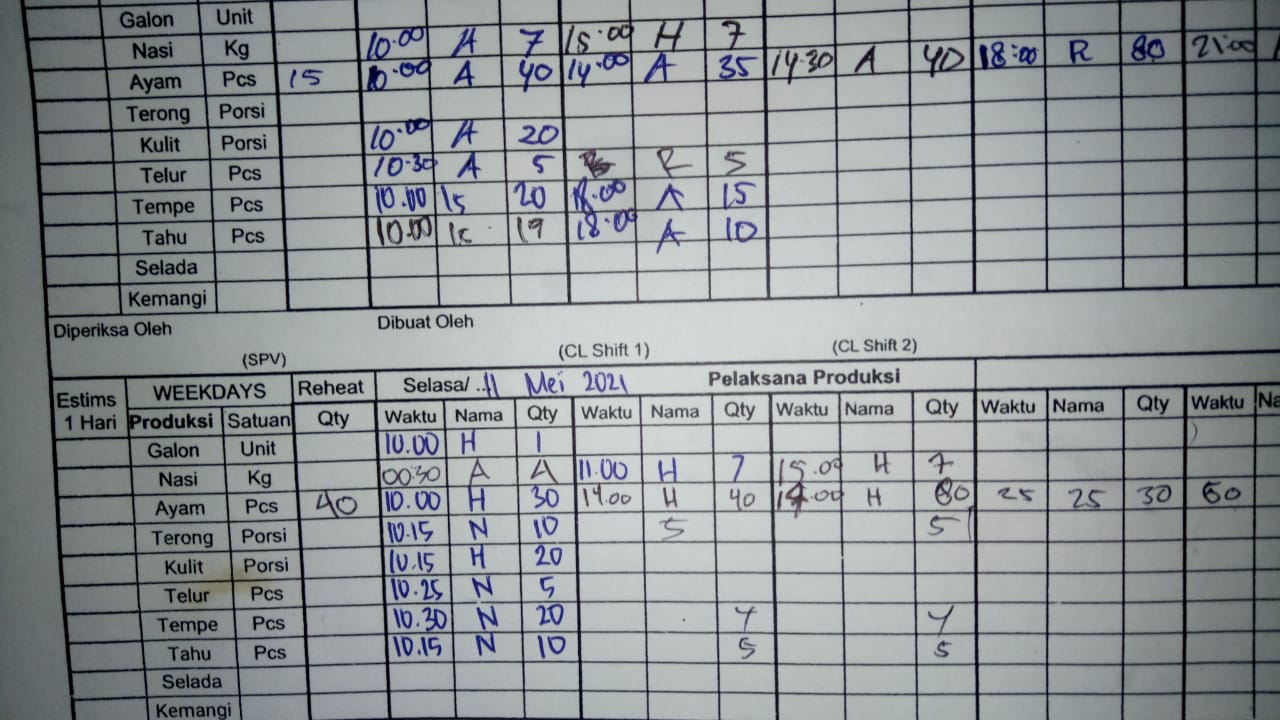 Galon Unit
Nasi Kg 10.00 A 7 15.00 H 7
Ayam Pcs 15 10.00 A 40 14.00 A 35 14.30 A 40 18:00 R 80 21:00
Terong Porsi
Kulit Porsi 10.00 A 20
Telur Pcs 10.30 A 5 R 5
Tempe Pcs 10.00 20 18.00 A 15
Tahu Pcs 10.00 19 18.00 A 10
Selada
Kemangi
Diperiksa Oleh Dibuat Oleh
(SPV) (CL Shift 1) (CL Shift 2)
Estims 1 Hari WEEKDAYS Reheat Selasa/ ..11 Mei 2021 Pelaksana Produksi
Produksi Satuan Qty Waktu Nama Qty Waktu Nama Qty Waktu Nama Qty Waktu Nama Qty Waktu Na
Galon Unit 10.00 H 1
Nasi Kg 00:30 A A 11.00 H 7 15.00 H 7
Ayam Pcs 40 10.00 H 30 14.00 H 40 H 80 25 25 30 60
Terong Porsi 10.15 N 10 5 5
Kulit Porsi 10.15 H 20
Telur Pcs 10.25 N 5
Tempe Pcs 10.30 N 20 4 4
Tahu Pcs 10.15 N 10 5 5
Selada
Kemangi